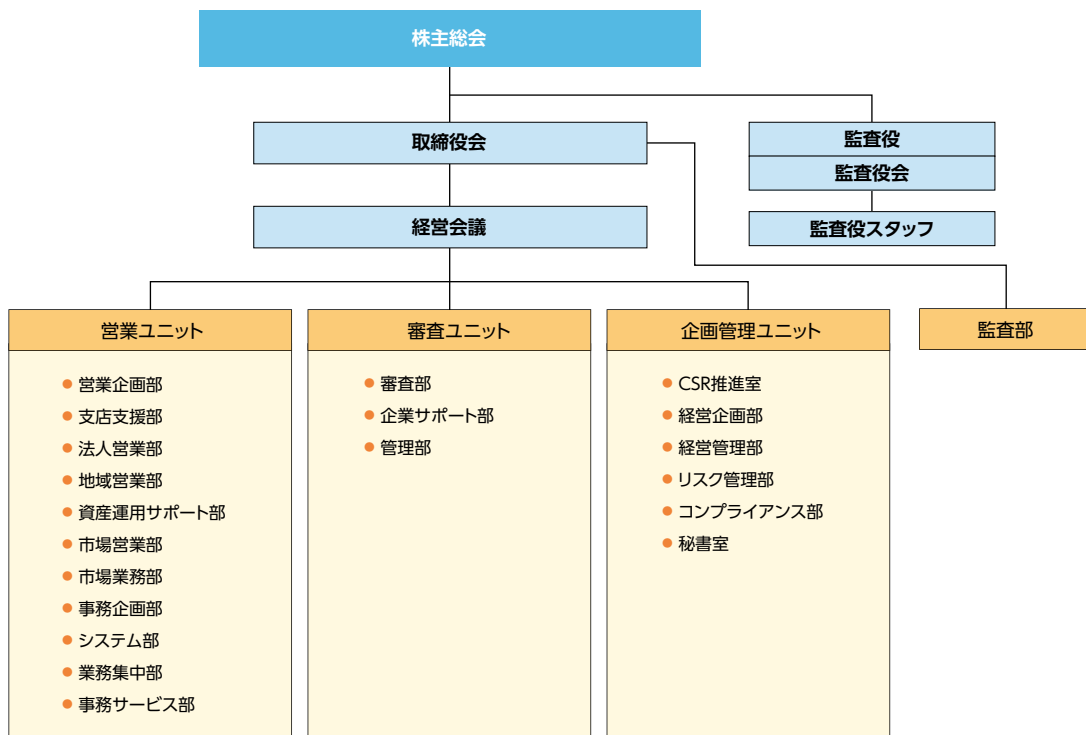 株主総会
取締役会
監査役
監査役会
経営会議
監査役スタッフ
営業ユニット
営業企画部
支店支援部
法人営業部
地域営業部
資産運用サポート部
市場営業部
市場業務部
事務企画部
システム部
業務集中部
事務サービス部
審査ユニット
審査部
企業サポート部
管理部
企画管理ユニット
CSR推進室
経営企画部
経営管理部
リスク管理部
コンプライアンス部
秘書室
監査部